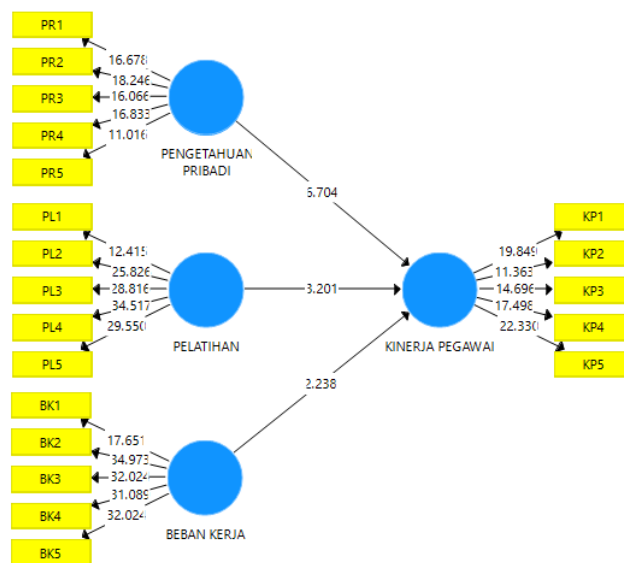 PR1
PR2
PR3
PR4
PR5
16.678
18.246
16.066
16.833
11.016
PENGETAHUAN
PRIBADI
PL1
PL2
PL3
PL4
PL5
12.415
25.826
28.816
34.517
29.550
PELATIHAN
BK1
BK2
BK3
BK4
BK5
17.651
34.973
32.024
31.089
32.024
BEBAN KERJA
3.201
2.238
KINERJA PEGAWAI
19.849
11.363
14.696
17.498
22.330
KP1
KP2
KP3
KP4
KP5